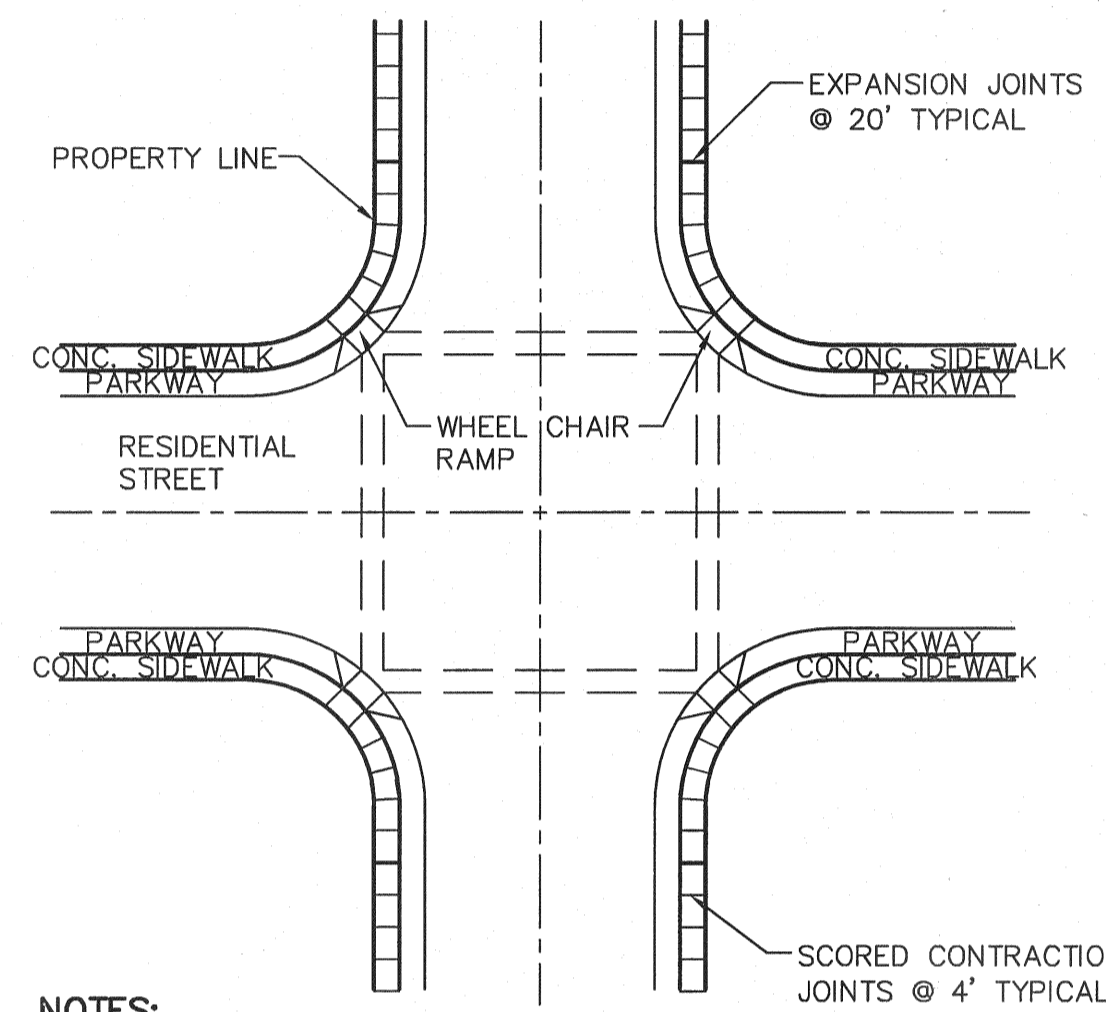 EXPANSION JOINTS
@ 20' TYPICAL
PROPERTY LINE
CONC. SIDEWALK
PARKWAY
CONC. SIDEWALK
PARKWAY
WHEEL CHAIR
RAMP
RESIDENTIAL
STREET
PARKWAY
CONC. SIDEWALK
PARKWAY
CONC. SIDEWALK
SCORED CONTRACTIO
JOINTS @ 4' TYPICAL
NOTES: